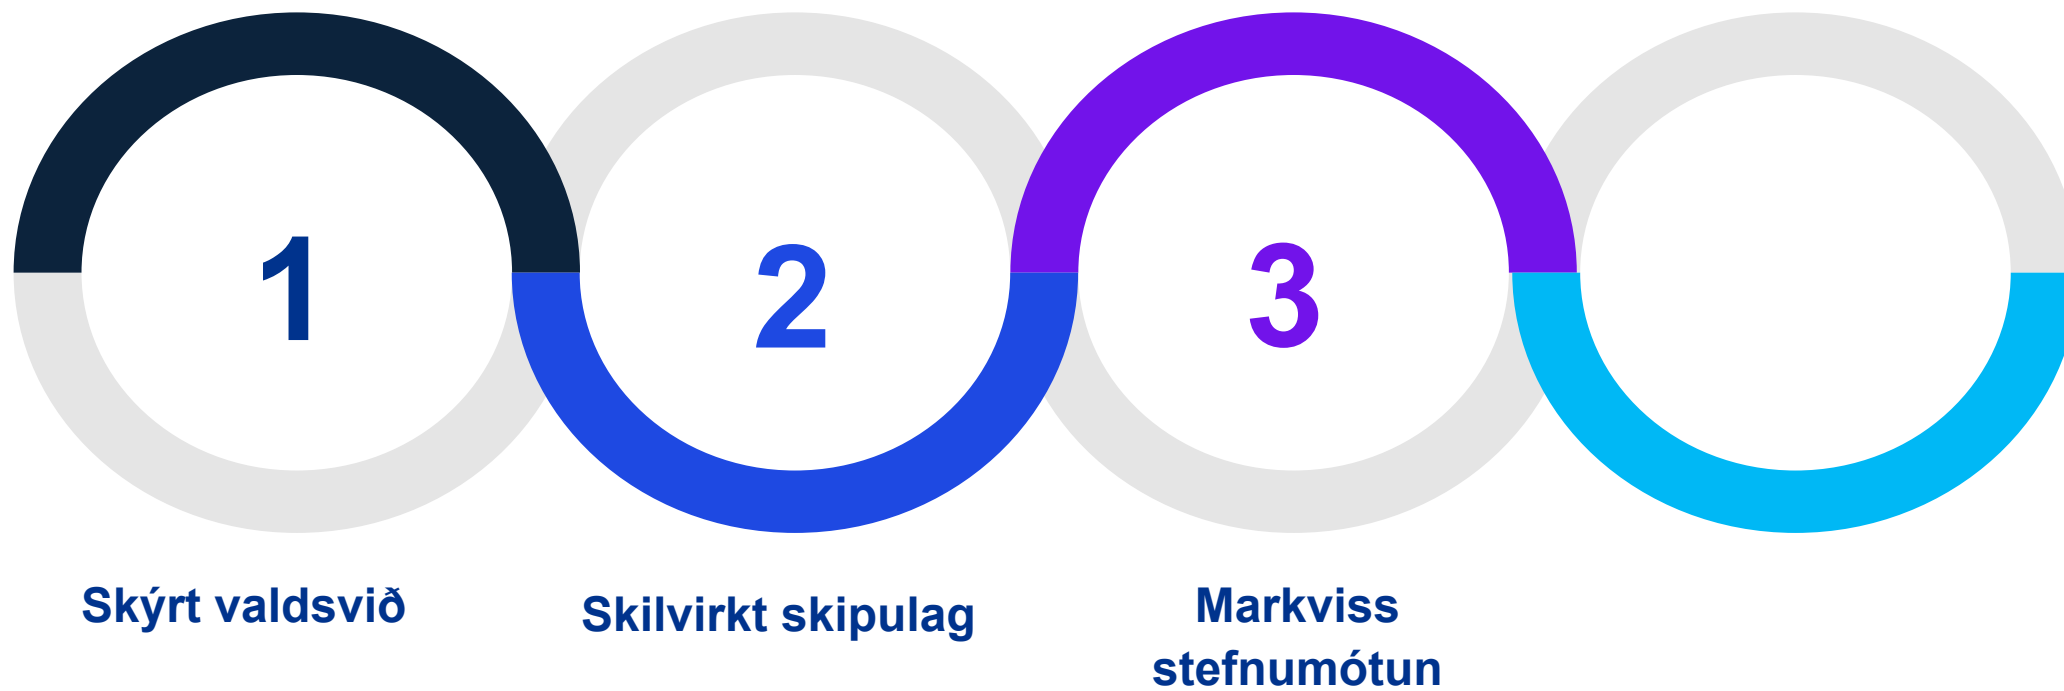 1
2
3
Skýrt valdsvið
Skilvirkt skipulag
Markviss
stefnumótun